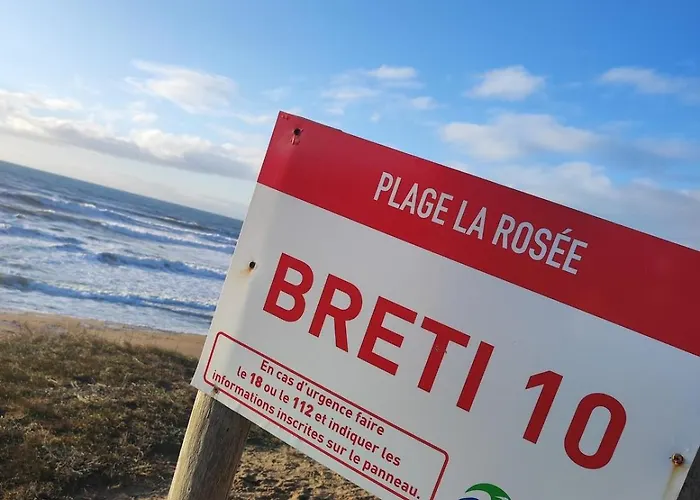 PLAGE LA ROSÉE
BRETI 10
En cas d'urgence faire
le 18 ou le 112 et indiquer les
informations inscrites sur le panneau.